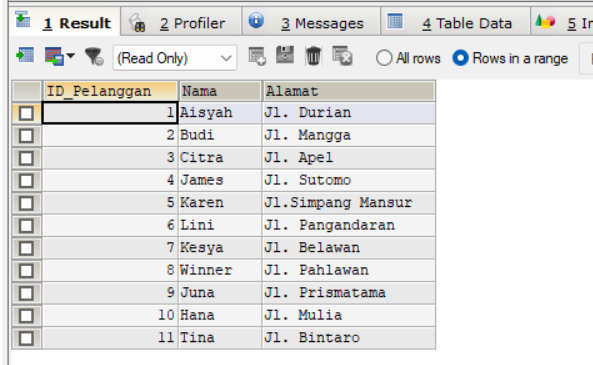 1 Result 2 Profiler 3 Messages 4 Table Data 5
(Read Only) All rows Rows in a range
ID_Pelanggan Nama Alamat
1 Aisyah Jl. Durian
2 Budi Jl. Mangga
3 Citra Jl. Apel
4 James Jl. Sutomo
5 Karen Jl.Simpang Mansur
6 Lini Jl. Pangandaran
7 Kesya Jl. Belawan
8 Winner Jl. Pahlawan
9 Juna Jl. Prismatama
10 Hana Jl. Mulia
11 Tina Jl. Bintaro